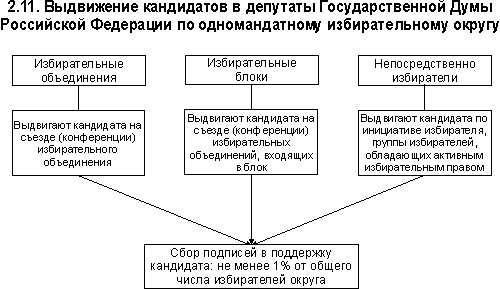 2.11. Выдвижение кандидатов в депутаты Государственной Думы
Российской Федерации по одномандатному избирательному округу
Избирательные
объединения
Избирательные
блоки
Непосредственно
избиратели
Выдвигают кандидата на
съезде (конференции)
избирательного
объединения
Выдвигают кандидата на
съезде (конференции)
избирательных
объединений, входящих
в блок
Выдвигают кандидата по
инициативе избирателя,
группы избирателей,
обладающих активным
избирательным правом
Сбор подписей в поддержку
кандидата: не менее 1% от общего
числа избирателей округа